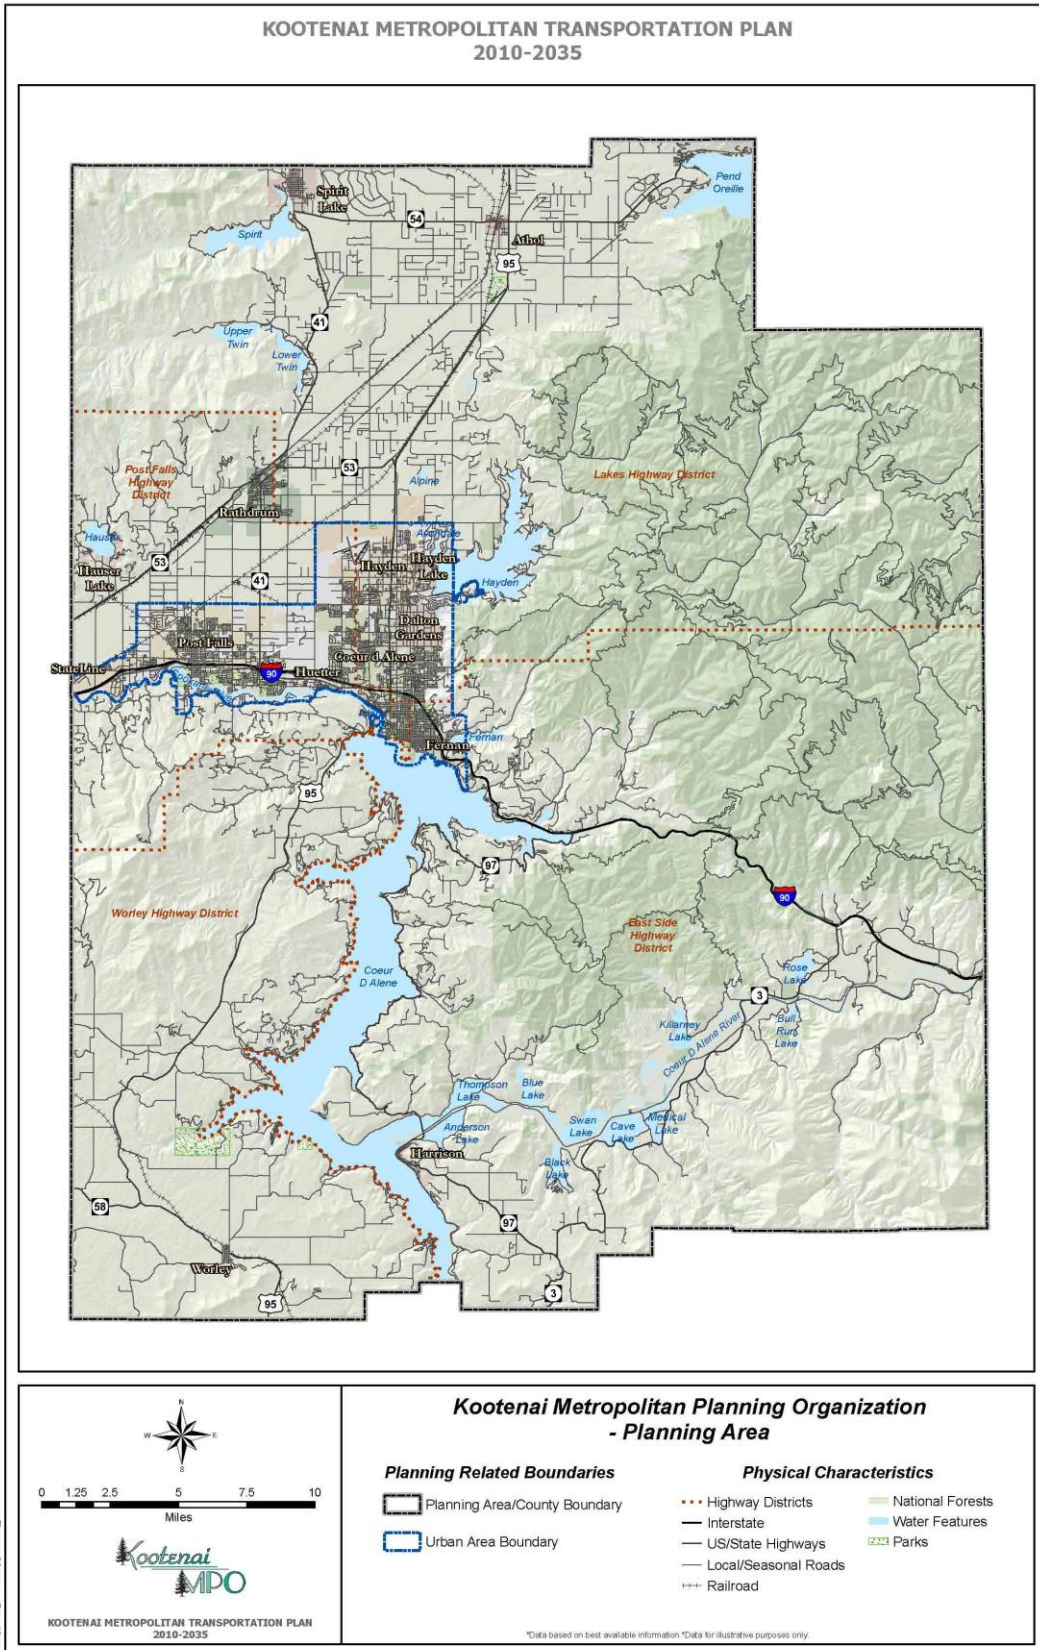 KOOTENAI METROPOLITAN TRANSPORTATION PLAN
2010-2035
Pend
Oreille
Spirit
Lake
54
Athol
Spirit
95
41
Upper
Twin
Lower
Twin
Post Falls
Highway
District
53
Lakes Highway District
Alpine
Rathdrum
Avondale
Hauser
53
Hauser
Lake
41
Hayden
Hayden
Lake
Hayden
Dalton
Gardens
Post Falls
Coeur d Alene
StateLine
90
Huetter
Fernan
Fernan
95
97
90
Worley Highway District
East Side
Highway
District
Coeur
D Alene
Rose
Lake
3
Killarney
Lake
Bull
Run
Lake
Coeur D Alene River
Thompson
Lake
Blue
Lake
Swan
Lake
Cave
Lake
Medical
Lake
Anderson
Lake
Harrison
Black
Lake
58
97
Worley
95
3
N
W
E
S
0 1.25 2.5 5 7.5 10
Miles
Kootenai
MPO
KOOTENAI METROPOLITAN TRANSPORTATION PLAN
2010-2035
Kootenai Metropolitan Planning Organization
- Planning Area
Planning Related Boundaries
Planning Area/County Boundary
Urban Area Boundary
Physical Characteristics
Highway Districts
Interstate
US/State Highways
Local/Seasonal Roads
Railroad
National Forests
Water Features
Parks
*Data based on best available information *Data for illustrative purposes only.